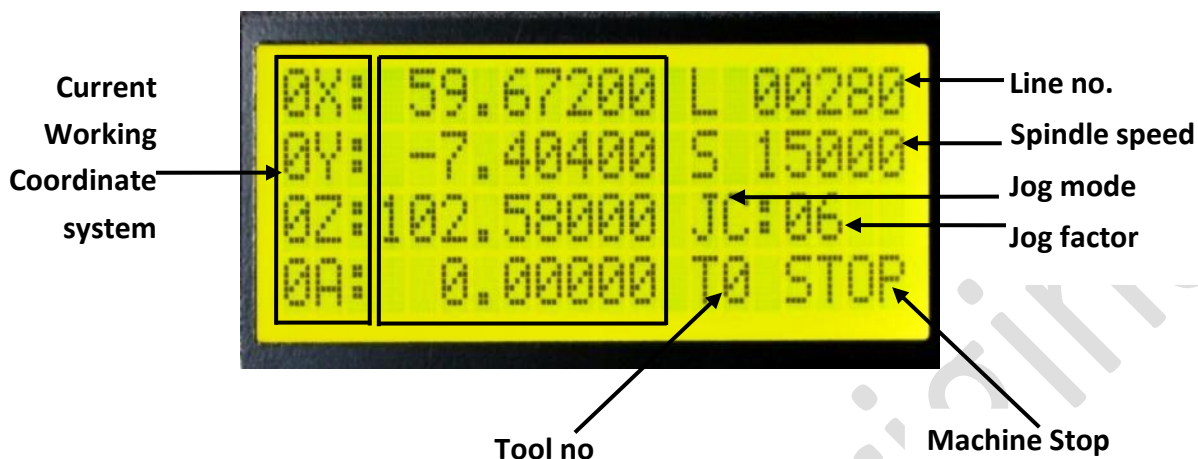 Current
Working
Coordinate
system
0X: 59.67200 L 00280
0Y: -7.40400 S 15000
0Z:102.58000 JC:06
0A: 0.00000 T0 STOP
Line no.
Spindle speed
Jog mode
Jog factor
Tool no
Machine Stop